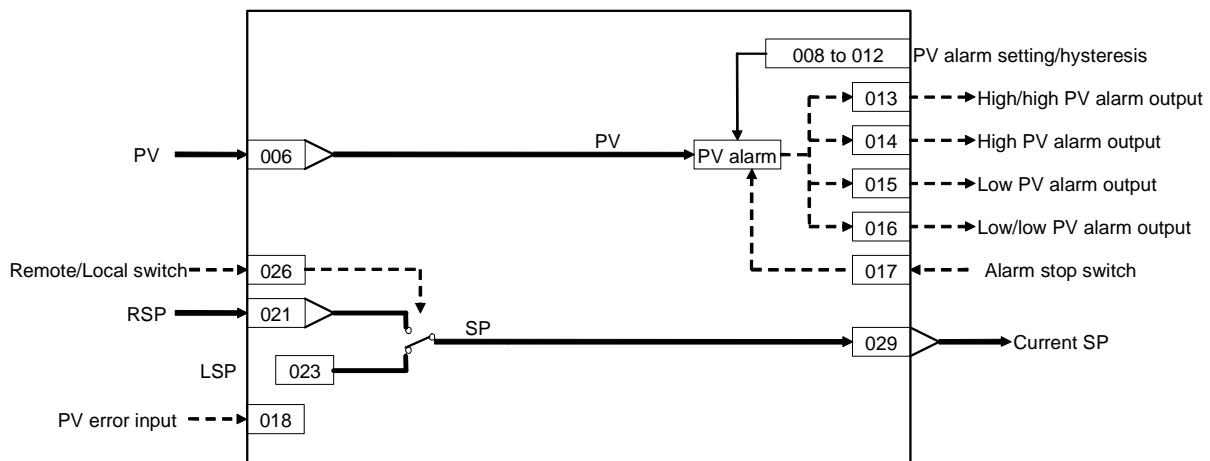 008 to 012 PV alarm setting/hysteresis
013 High/high PV alarm output
PV 006 PV PV alarm 014 High PV alarm output
015 Low PV alarm output
016 Low/low PV alarm output
Remote/Local switch 026 017 Alarm stop switch
RSP 021
SP 029 Current SP
LSP 023
PV error input 018